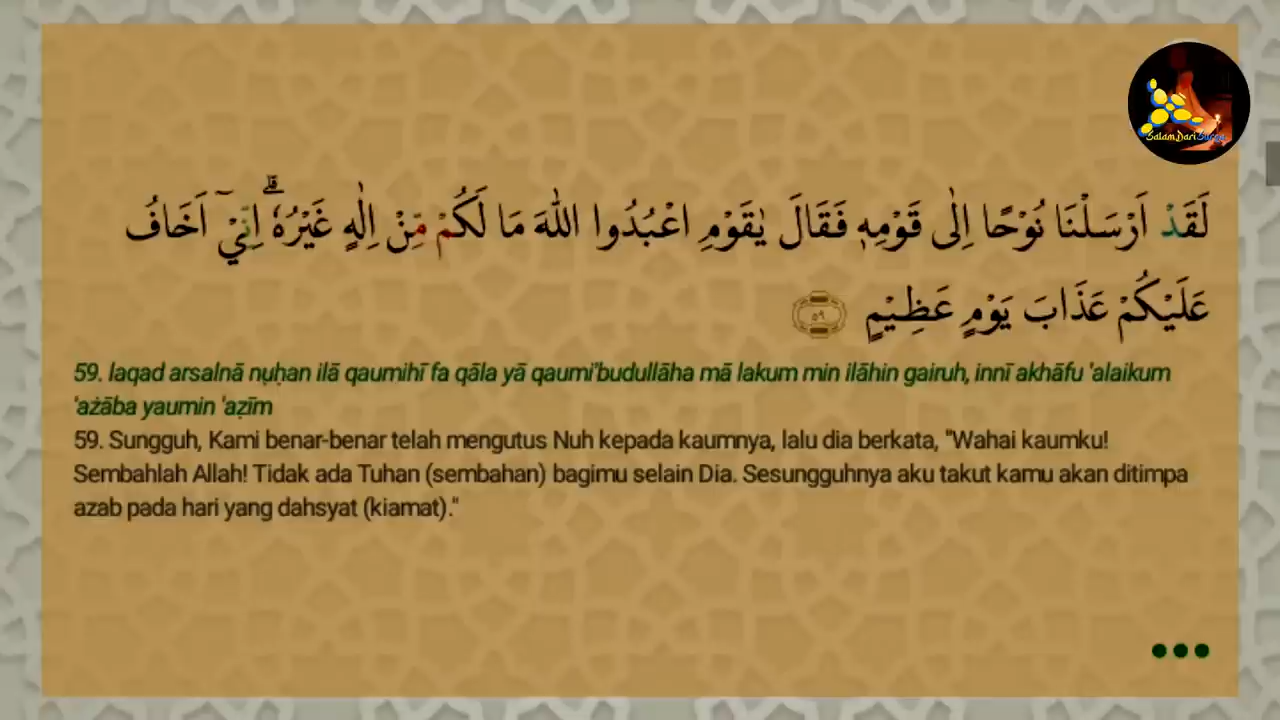 SalamDariSurga
لَقَدْ اَرْسَلْنَا نُوْحًا اِلٰى قَوْمِهٖ فَقَالَ يٰقَوْمِ اعْبُدُوا اللّٰهَ مَا لَكُمْ مِّنْ اِلٰهٍ غَيْرُهٗ ۗاِنِّيْٓ اَخَافُ
عَلَيْكُمْ عَذَابَ يَوْمٍ عَظِيْمٍ ٥٩
59. laqad arsalnā nụḥan ilā qaumihī fa qāla yā qaumi'budullāha mā lakum min ilāhin gairuh, innī akhāfu 'alaikum
'ażāba yaumin 'aẓīm
59. Sungguh, Kami benar-benar telah mengutus Nuh kepada kaumnya, lalu dia berkata, "Wahai kaumku!
Sembahlah Allah! Tidak ada Tuhan (sembahan) bagimu selain Dia. Sesungguhnya aku takut kamu akan ditimpa
azab pada hari yang dahsyat (kiamat)."